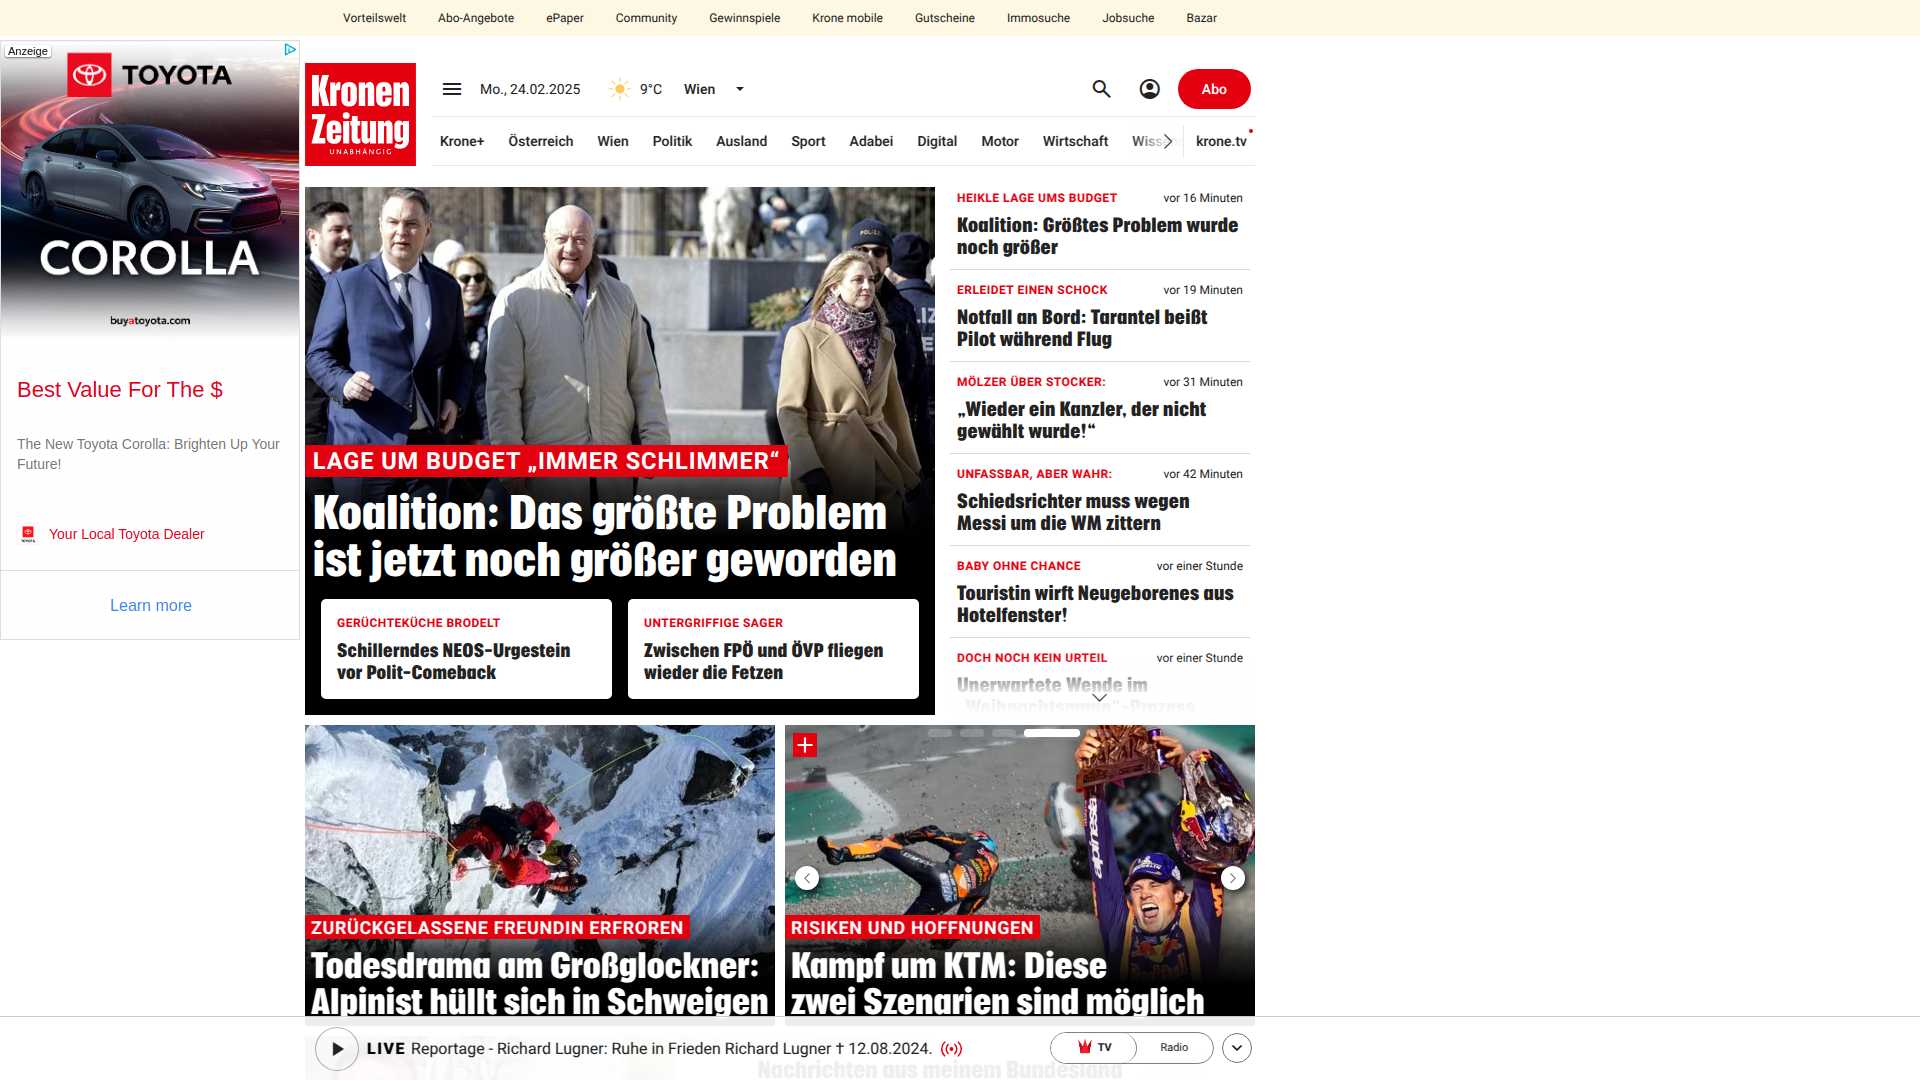 Vorteilswelt
Abo-Angebote
ePaper
Community
Gewinnspiele
Krone mobile
Gutscheine
Immosuche
Jobsuche
Bazar
Anzeige
TOYOTA
COROLLA
buyatoyota.com
Best Value For The $
The New Toyota Corolla: Brighten Up Your
Future!
Your Local Toyota Dealer
Learn more
Kronen
Zeitung
UNABHÄNGIG
Mo., 24.02.2025
9°C
Wien
Abo
Krone+
Österreich
Wien
Politik
Ausland
Sport
Adabei
Digital
Motor
Wirtschaft
Wiss
krone.tv
POLICE
LAGE UM BUDGET „IMMER SCHLIMMER“
Koalition: Das größte Problem
ist jetzt noch größer geworden
GERÜCHTEKÜCHE BRODELT
Schillerndes NEOS-Urgestein
vor Polit-Comeback
UNTERGRIFFIGE SAGER
Zwischen FPÖ und ÖVP fliegen
wieder die Fetzen
HEIKLE LAGE UMS BUDGET
vor 16 Minuten
Koalition: Größtes Problem wurde
noch größer
ERLEIDET EINEN SCHOCK
vor 19 Minuten
Notfall an Bord: Tarantel beißt
Pilot während Flug
MÖLZER ÜBER STOCKER:
vor 31 Minuten
„Wieder ein Kanzler, der nicht
gewählt wurde!“
UNFASSBAR, ABER WAHR:
vor 42 Minuten
Schiedsrichter muss wegen
Messi um die WM zittern
BABY OHNE CHANCE
vor einer Stunde
Touristin wirft Neugeborenes aus
Hotelfenster!
DOCH NOCH KEIN URTEIL
vor einer Stunde
Unerwartete Wende im
„Weihnachtsmann“-Prozess
ZURÜCKGELASSENE FREUNDIN ERFROREN
Todesdrama am Großglockner:
Alpinist hüllt sich in Schweigen
alpinestars
RISIKEN UND HOFFNUNGEN
Kampf um KTM: Diese
zwei Szenarien sind möglich
LIVE Reportage - Richard Lugner: Ruhe in Frieden Richard Lugner † 12.08.2024.
TV
Radio
Nachrichten aus meinem Bundesland